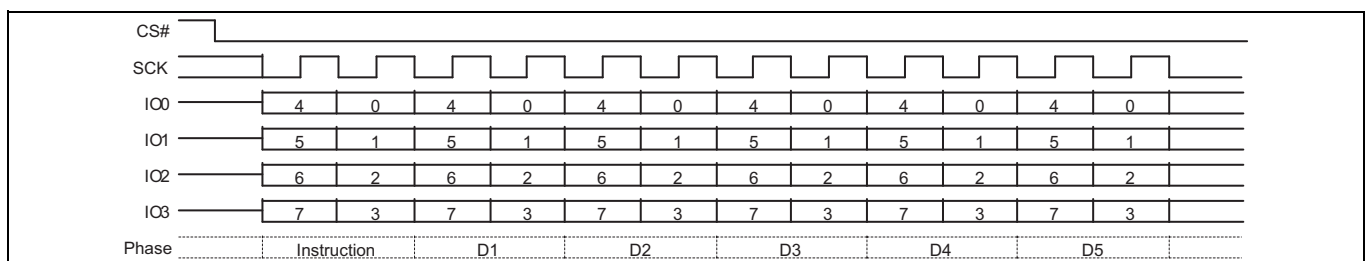 CS#
SCK
IO0 4 0 4 0 4 0 4 0 4 0 4 0
IO1 5 1 5 1 5 1 5 1 5 1 5 1
IO2 6 2 6 2 6 2 6 2 6 2 6 2
IO3 7 3 7 3 7 3 7 3 7 3 7 3
Phase Instruction D1 D2 D3 D4 D5